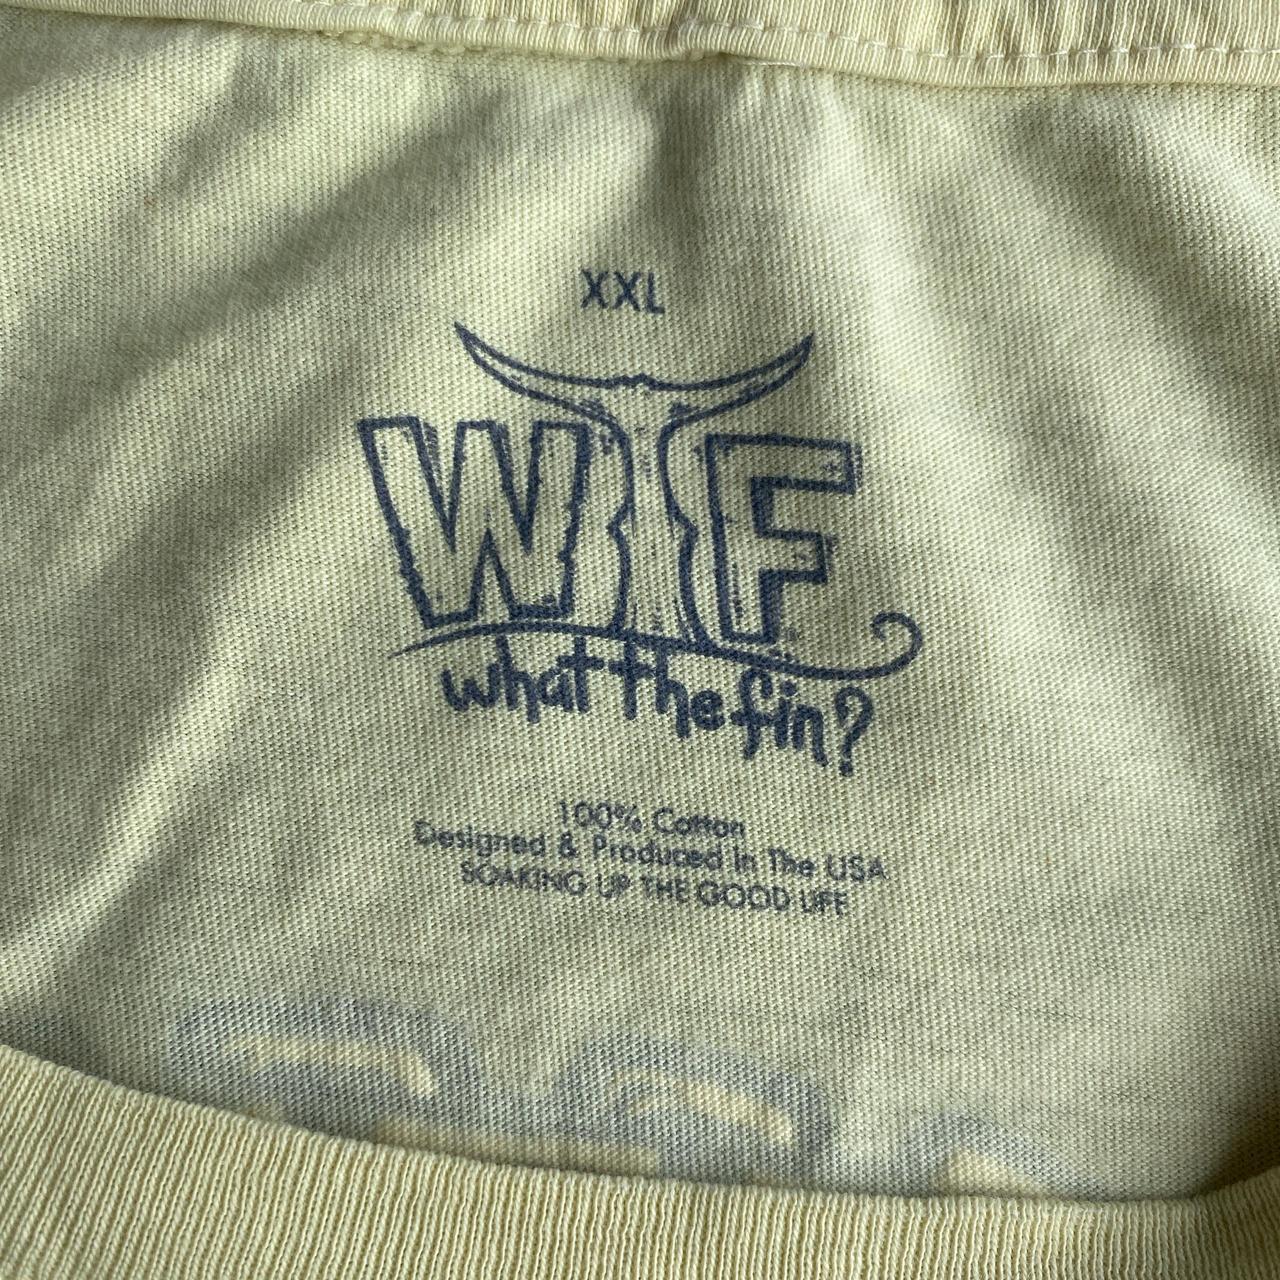 XXL
WTF
what the fin?
100% Cotton
Designed & Produced In The USA
SOAKING UP THE GOOD LIFE